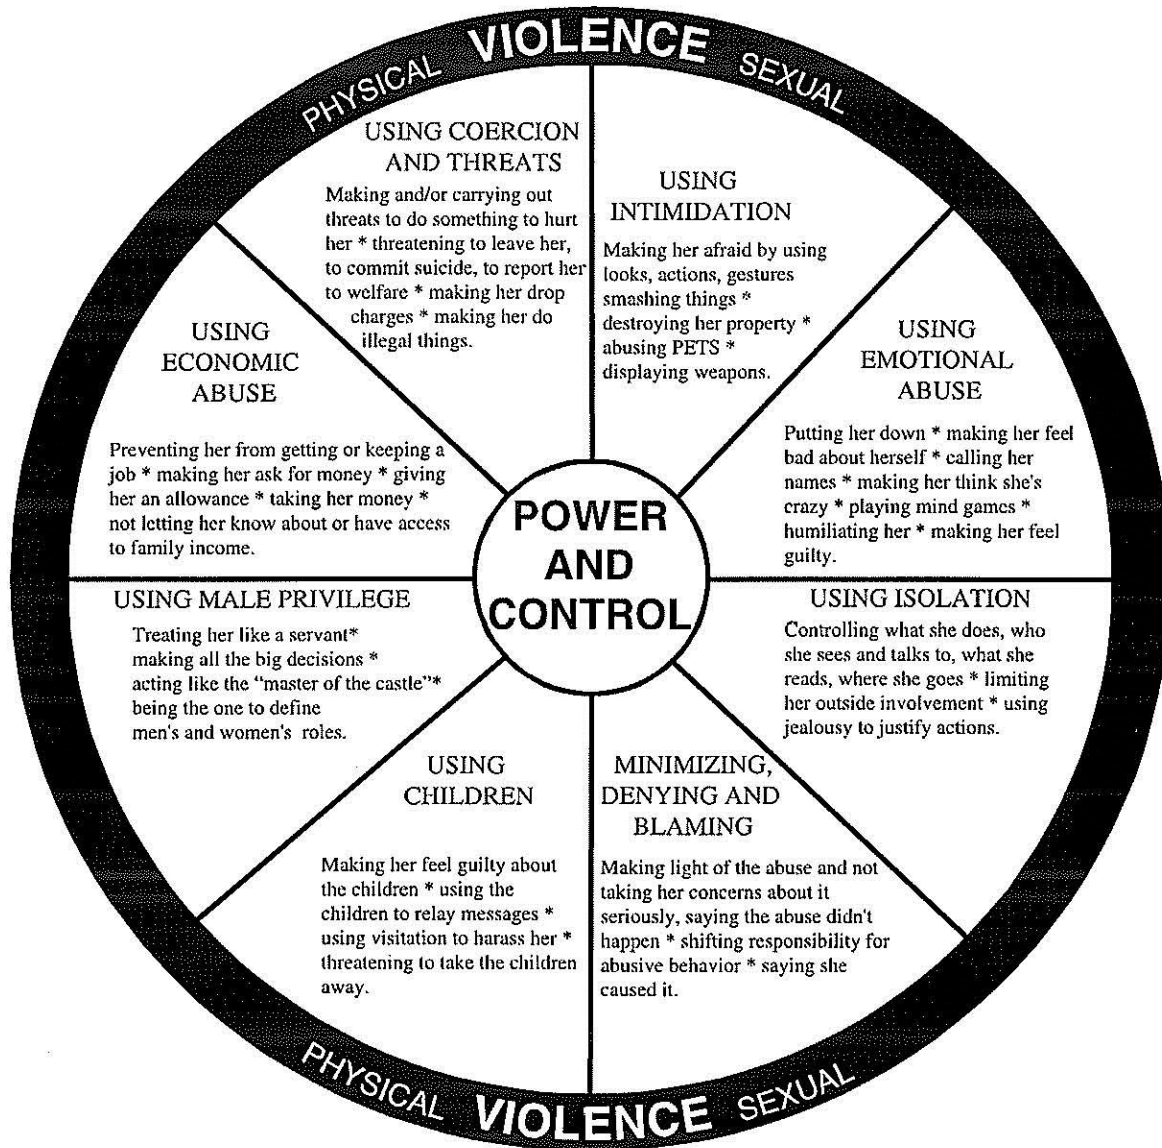 PHYSICAL VIOLENCE SEXUAL
USING COERCION
AND THREATS
Making and/or carrying out
threats to do something to hurt
her * threatening to leave her,
to commit suicide, to report her
to welfare * making her drop
charges * making her do
illegal things.
USING
INTIMIDATION
Making her afraid by using
looks, actions, gestures
smashing things *
destroying her property *
abusing PETS *
displaying weapons.
USING
EMOTIONAL
ABUSE
Putting her down * making her feel
bad about herself * calling her
names * making her think she's
crazy * playing mind games *
humiliating her * making her feel
guilty.
USING ISOLATION
Controlling what she does, who
she sees and talks to, what she
reads, where she goes * limiting
her outside involvement * using
jealousy to justify actions.
MINIMIZING,
DENYING AND
BLAMING
Making light of the abuse and not
taking her concerns about it
seriously, saying the abuse didn't
happen * shifting responsibility for
abusive behavior * saying she
caused it.
USING
CHILDREN
Making her feel guilty about
the children * using the
children to relay messages *
using visitation to harass her *
threatening to take the children
away.
USING MALE PRIVILEGE
Treating her like a servant*
making all the big decisions *
acting like the “master of the castle”*
being the one to define
men's and women's roles.
USING
ECONOMIC
ABUSE
Preventing her from getting or keeping a
job * making her ask for money * giving
her an allowance * taking her money *
not letting her know about or have access
to family income.
POWER
AND
CONTROL
PHYSICAL VIOLENCE SEXUAL